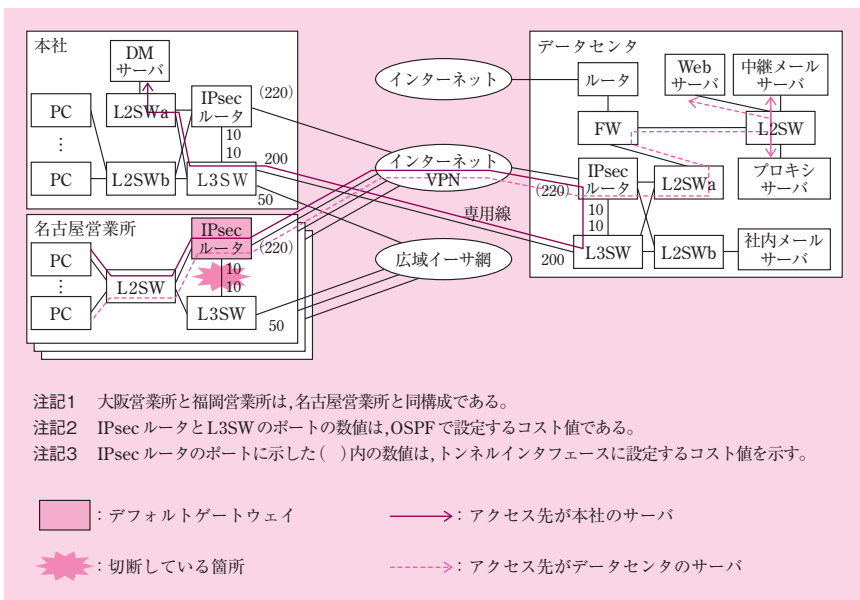 本社
DM
サーバ
PC
⋮
PC
L2SWa
L2SWb
IPsec
ルータ
(220)
10
10
200
L3SW
50
名古屋営業所
PC
⋮
PC
L2SW
IPsec
ルータ
(220)
10
10
L3SW
50
インターネット
インターネット
VPN
専用線
広域イーサ網
データセンタ
ルータ
Web
サーバ
中継メール
サーバ
FW
L2SW
IPsec
ルータ
(220)
L2SWa
プロキシ
サーバ
10
10
200
L3SW
L2SWb
社内メール
サーバ
注記1 大阪営業所と福岡営業所は,名古屋営業所と同構成である。
注記2 IPsecルータとL3SWのポートの数値は,OSPFで設定するコスト値である。
注記3 IPsecルータのポートに示した( )内の数値は,トンネルインタフェースに設定するコスト値を示す。
:デフォルトゲートウェイ
:アクセス先が本社のサーバ
:切断している箇所
:アクセス先がデータセンタのサーバ